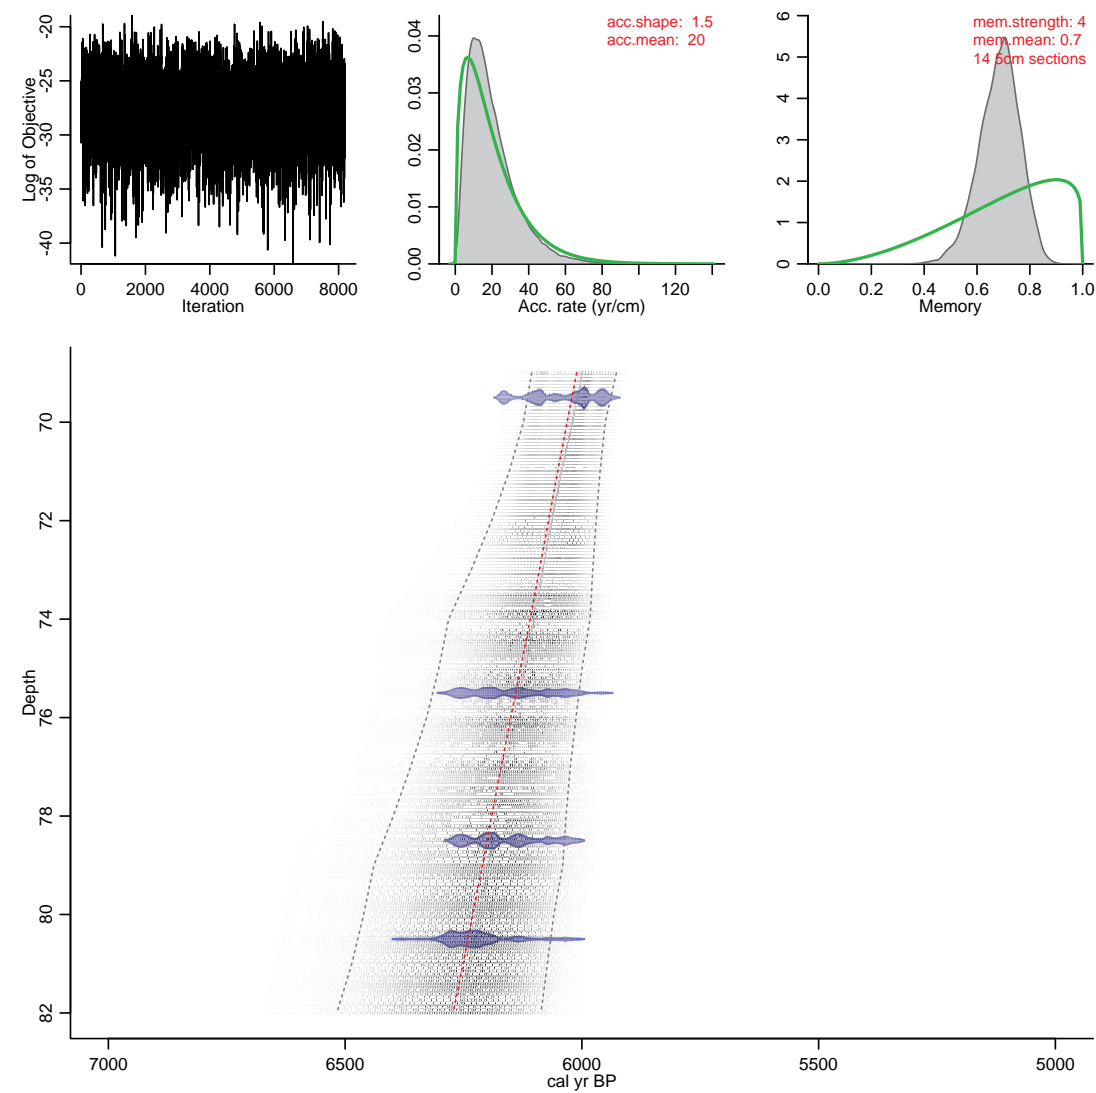 -20
-25
-30
-35
-40
Log of Objective
0 2000 4000 6000 8000
Iteration
acc.shape: 1.5
acc.mean: 20
0.04
0.03
0.02
0.01
0.00
0 20 40 60 80 120
Acc. rate (yr/cm)
mem.strength: 4
mem.mean: 0.7
14 5cm sections
6
5
4
3
2
1
0
0.0 0.2 0.4 0.6 0.8 1.0
Memory
70
72
74
76
78
80
82
Depth
7000 6500 6000 5500 5000
cal yr BP